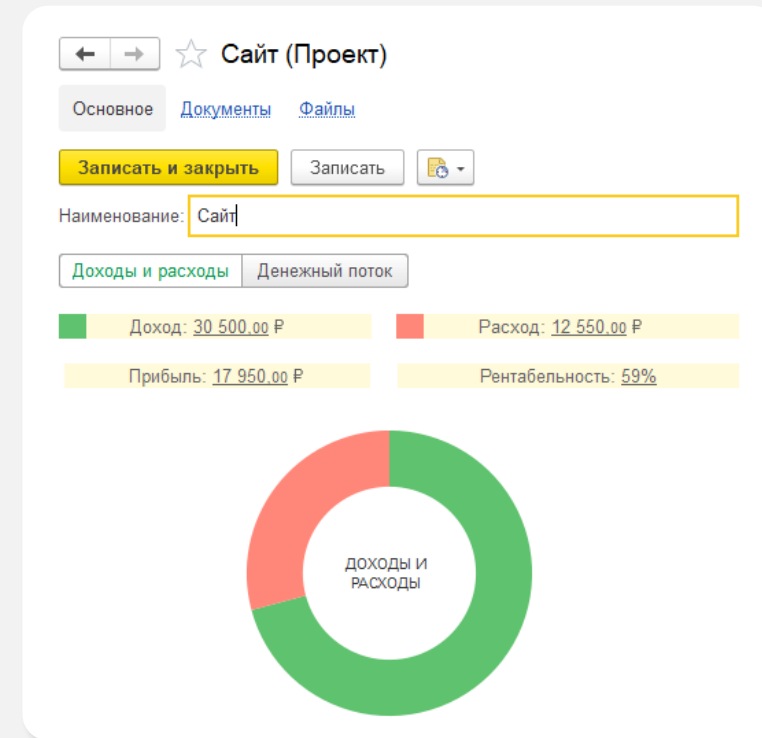 Сайт (Проект)
Основное Документы Файлы
Записать и закрыть Записать
Наименование: Сайт
Доходы и расходы Денежный поток
Доход: 30 500,00 ₽ Расход: 12 550,00 ₽
Прибыль: 17 950,00 ₽ Рентабельность: 59%
ДОХОДЫ И
РАСХОДЫ